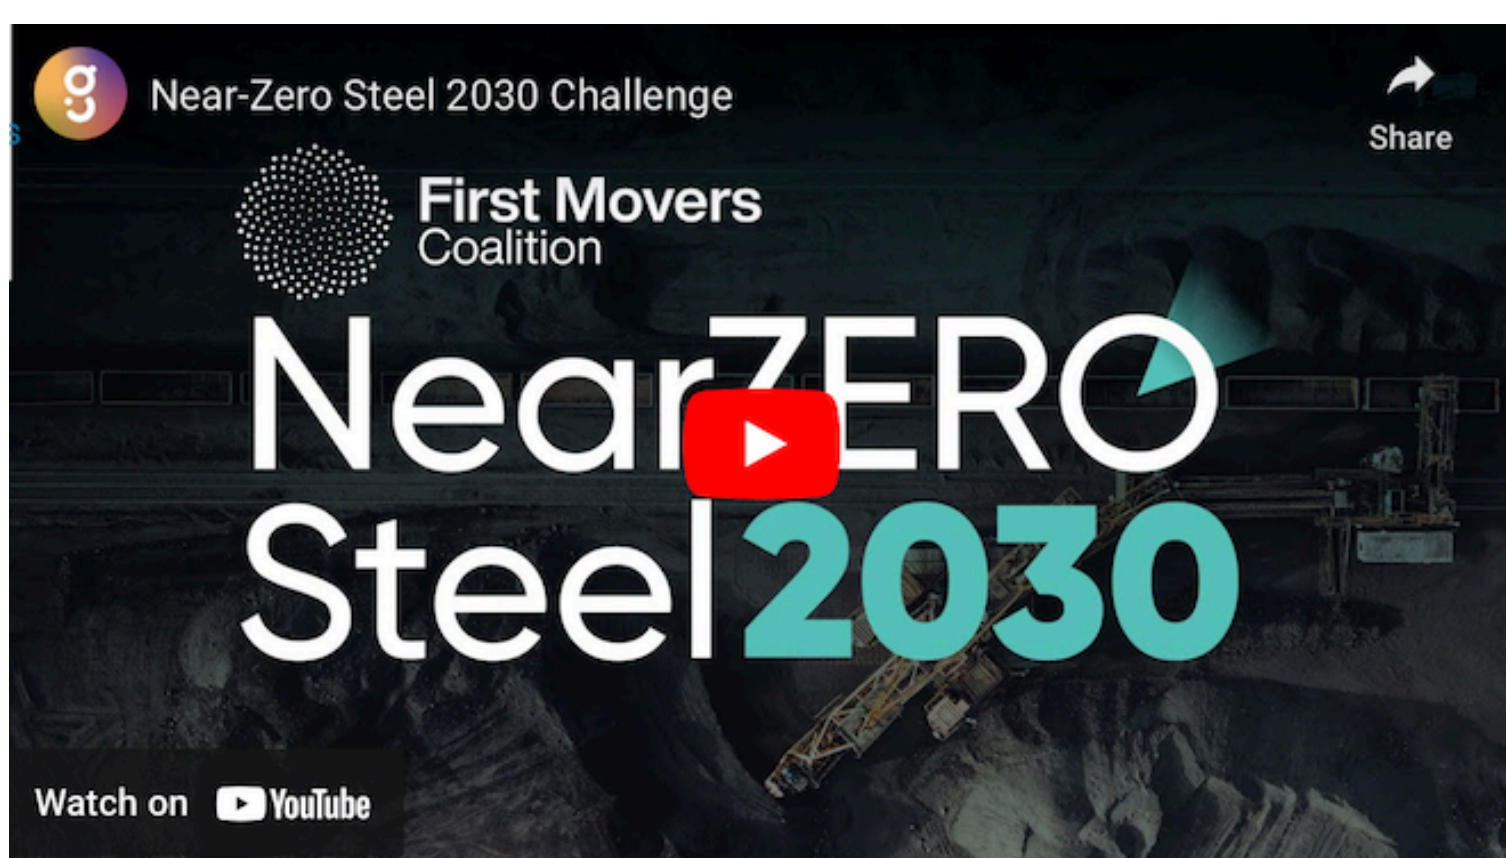 Near-Zero Steel 2030 Challenge
Share
First Movers
Coalition
NearZERO
Steel 2030
Watch on YouTube